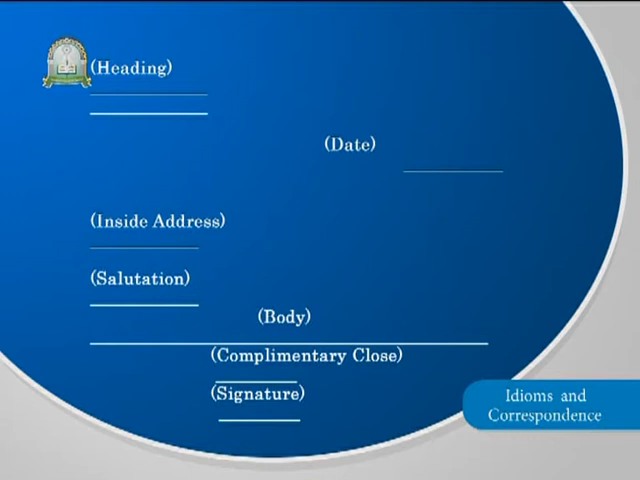 (Heading)
(Date)
(Inside Address)
(Salutation)
(Body)
(Complimentary Close)
(Signature)
Idioms and
Correspondence